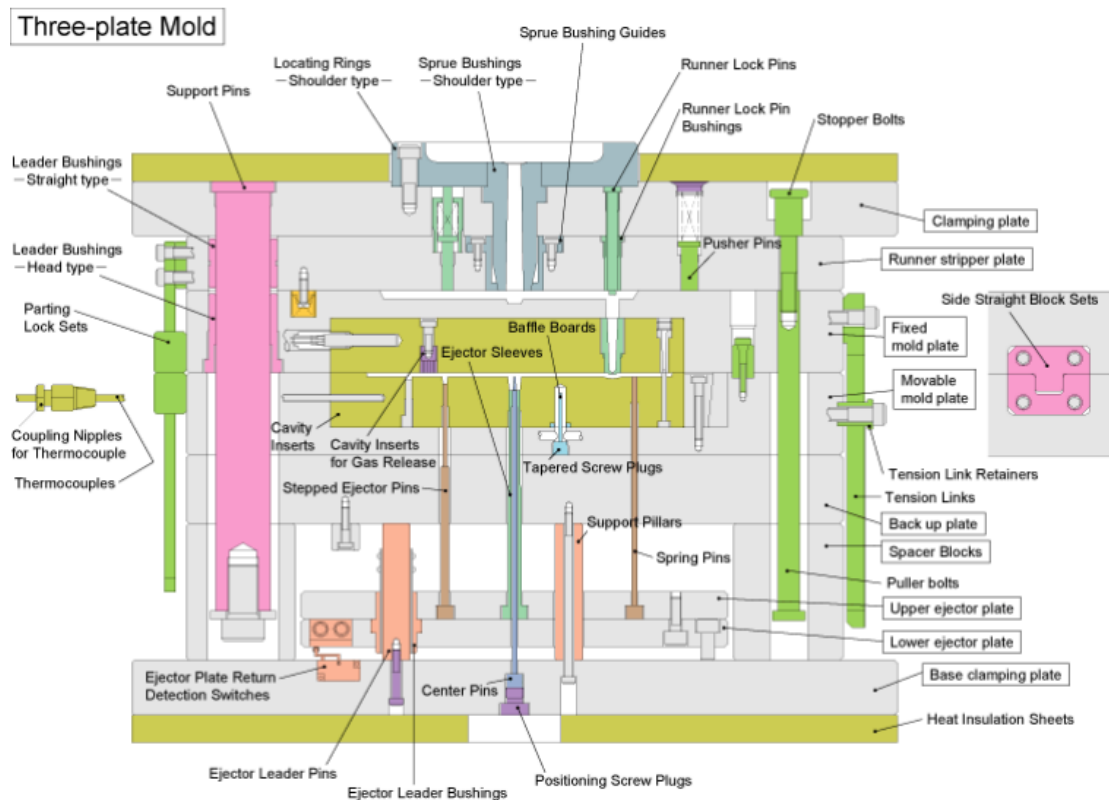 Three-plate Mold
Sprue Bushing Guides
Locating Rings
－Shoulder type－
Sprue Bushings
－Shoulder type－
Runner Lock Pins
Support Pins
Runner Lock Pin
Bushings
Stopper Bolts
Leader Bushings
－Straight type－
Clamping plate
Leader Bushings
－Head type－
Pusher Pins
Runner stripper plate
Side Straight Block Sets
Parting
Lock Sets
Baffle Boards
Ejector Sleeves
Fixed
mold plate
Movable
mold plate
Coupling Nipples
for Thermocouple
Cavity
Inserts
Cavity Inserts
for Gas Release
Tapered Screw Plugs
Tension Link Retainers
Thermocouples
Stepped Ejector Pins
Tension Links
Support Pillars
Back up plate
Spring Pins
Spacer Blocks
Puller bolts
Upper ejector plate
Lower ejector plate
Ejector Plate Return
Detection Switches
Center Pins
Base clamping plate
Heat Insulation Sheets
Ejector Leader Pins
Positioning Screw Plugs
Ejector Leader Bushings